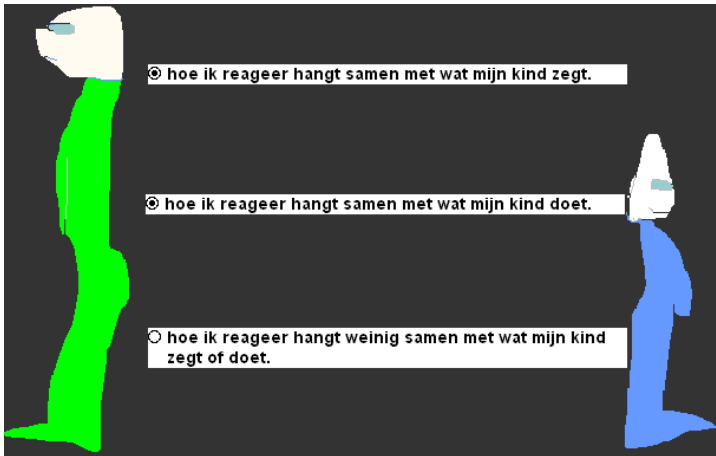 hoe ik reageer hangt samen met wat mijn kind zegt.
hoe ik reageer hangt samen met wat mijn kind doet.
hoe ik reageer hangt weinig samen met wat mijn kind
zegt of doet.